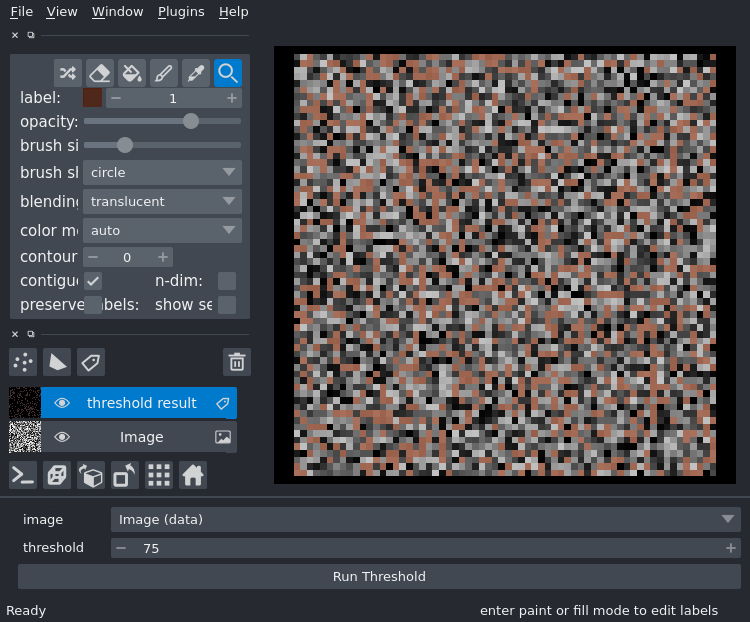 File View Window Plugins Help
label: 1
opacity:
brush si
brush sl circle
blending translucent
color m auto
contour 0
contigu n-dim:
preserve abels: show se
threshold result
Image
image Image (data)
threshold 75
Run Threshold
Ready enter paint or fill mode to edit labels